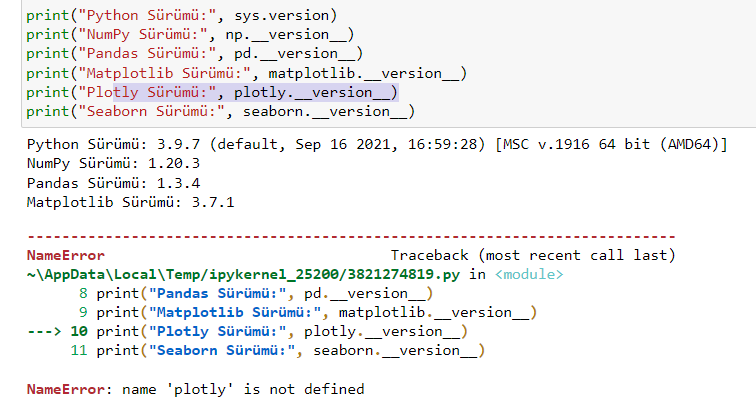 print("Python Sürümü:", sys.version)
print("NumPy Sürümü:", np.__version__)
print("Pandas Sürümü:", pd.__version__)
print("Matplotlib Sürümü:", matplotlib.__version__)
print("Plotly Sürümü:", plotly.__version__)
print("Seaborn Sürümü:", seaborn.__version__)
Python Sürümü: 3.9.7 (default, Sep 16 2021, 16:59:28) [MSC v.1916 64 bit (AMD64)]
NumPy Sürümü: 1.20.3
Pandas Sürümü: 1.3.4
Matplotlib Sürümü: 3.7.1
---------------------------------------------------------------------------
NameError                                 Traceback (most recent call last)
~\AppData\Local\Temp/ipykernel_25200/3821274819.py in <module>
      8 print("Pandas Sürümü:", pd.__version__)
      9 print("Matplotlib Sürümü:", matplotlib.__version__)
---> 10 print("Plotly Sürümü:", plotly.__version__)
     11 print("Seaborn Sürümü:", seaborn.__version__)
NameError: name 'plotly' is not defined